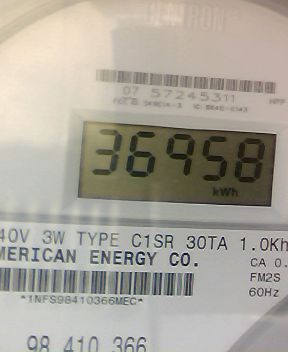 07 57245311
36958
kWh
40V 3W TYPE C1SR 30TA 1.0Kh
MERICAN ENERGY CO.
CA 0.
FM2S
60Hz
*1NFS98410366MEC*
98 410 366